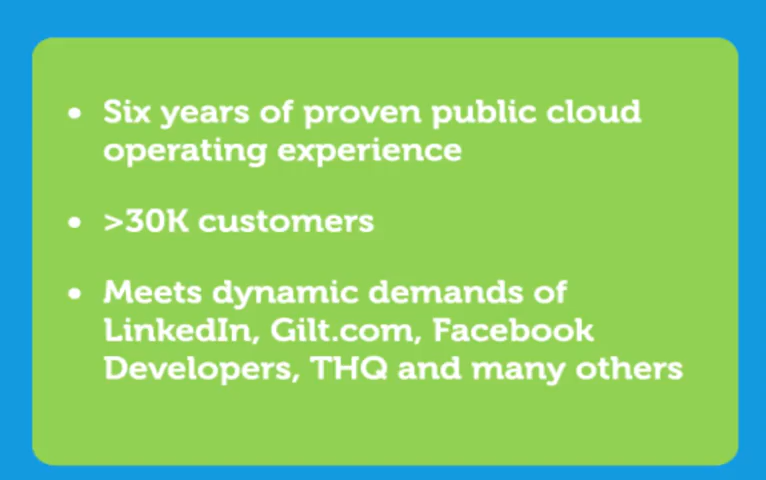 • Six years of proven public cloud
operating experience
• >30K customers
• Meets dynamic demands of
LinkedIn, Gilt.com, Facebook
Developers, THQ and many others